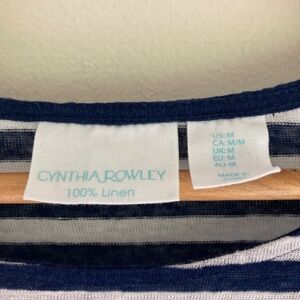 CYNTHIA ROWLEY
100% Linen
US: M
CA: M/M
UK: M
EU: M
AU: M
MADE IN